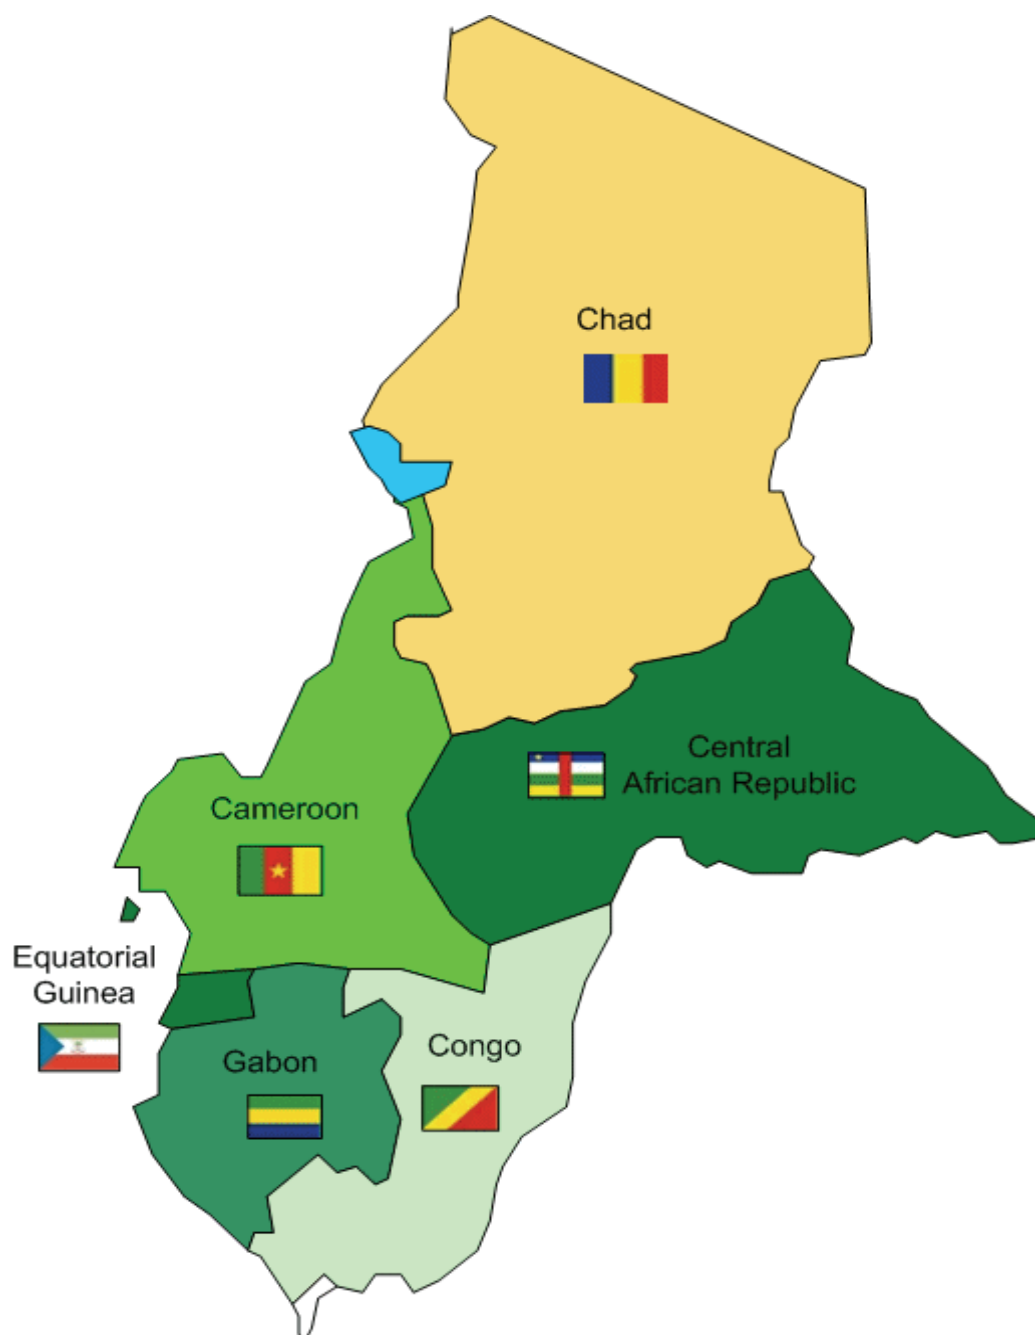 Chad
Central
African Republic
Cameroon
Equatorial
Guinea
Congo
Gabon